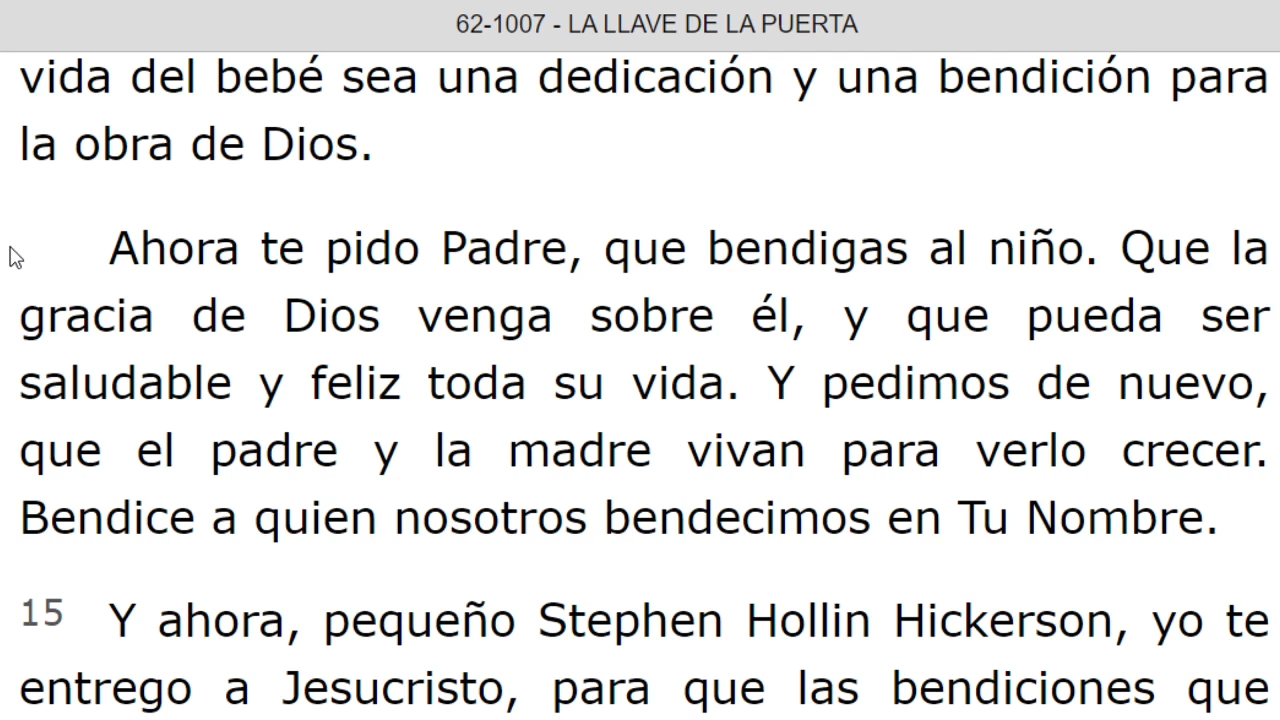 62-1007 - LA LLAVE DE LA PUERTA
vida del bebé sea una dedicación y una bendición para
la obra de Dios.
Ahora te pido Padre, que bendigas al niño. Que la
gracia de Dios venga sobre él, y que pueda ser
saludable y feliz toda su vida. Y pedimos de nuevo,
que el padre y la madre vivan para verlo crecer.
Bendice a quien nosotros bendecimos en Tu Nombre.
15 Y ahora, pequeño Stephen Hollin Hickerson, yo te
entrego a Jesucristo, para que las bendiciones que